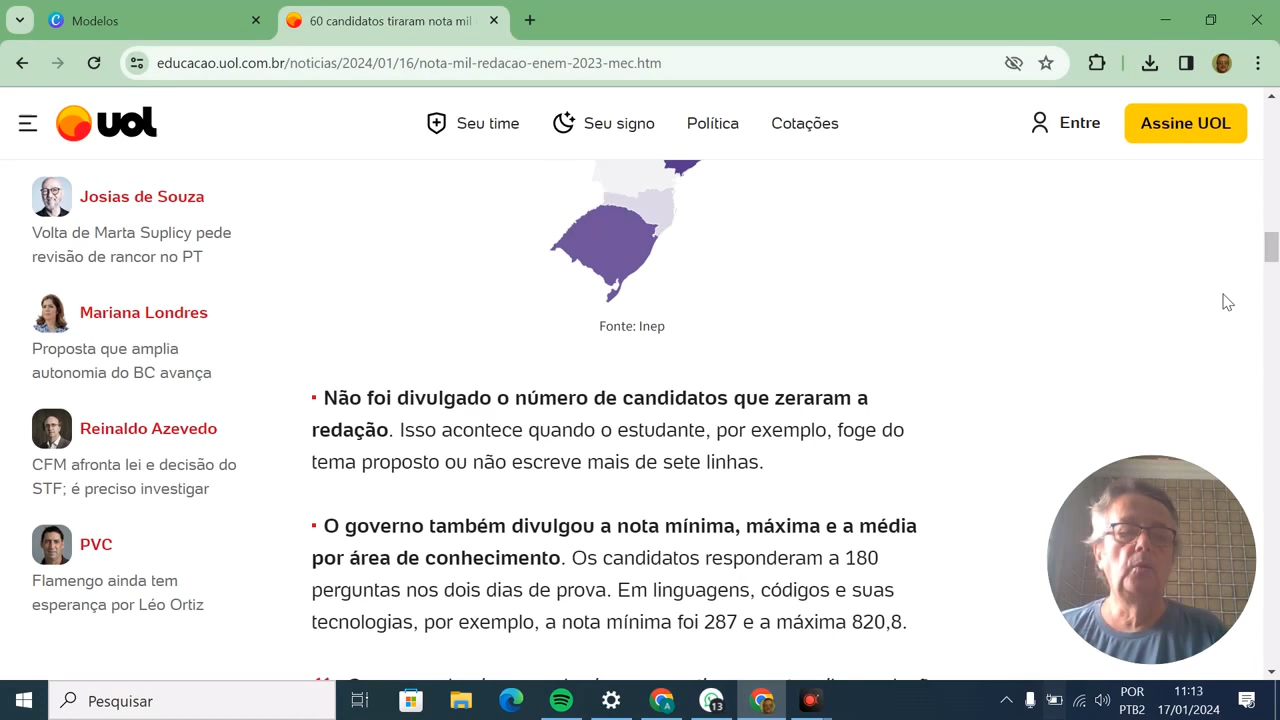 Modelos
60 candidatos tiraram nota mil
educacao.uol.com.br/noticias/2024/01/16/nota-mil-redacao-enem-2023-mec.htm
uol
Seu time
Seu signo
Política
Cotações
Entre
Assine UOL
Josias de Souza
Volta de Marta Suplicy pede
revisão de rancor no PT
Mariana Londres
Proposta que amplia
autonomia do BC avança
Reinaldo Azevedo
CFM afronta lei e decisão do
STF; é preciso investigar
PVC
Flamengo ainda tem
esperança por Léo Ortiz
Fonte: Inep
Não foi divulgado o número de candidatos que zeraram a
redação. Isso acontece quando o estudante, por exemplo, foge do
tema proposto ou não escreve mais de sete linhas.
O governo também divulgou a nota mínima, máxima e a média
por área de conhecimento. Os candidatos responderam a 180
perguntas nos dois dias de prova. Em linguagens, códigos e suas
tecnologias, por exemplo, a nota mínima foi 287 e a máxima 820,8.
Pesquisar
13
POR
PTB2
11:13
17/01/2024